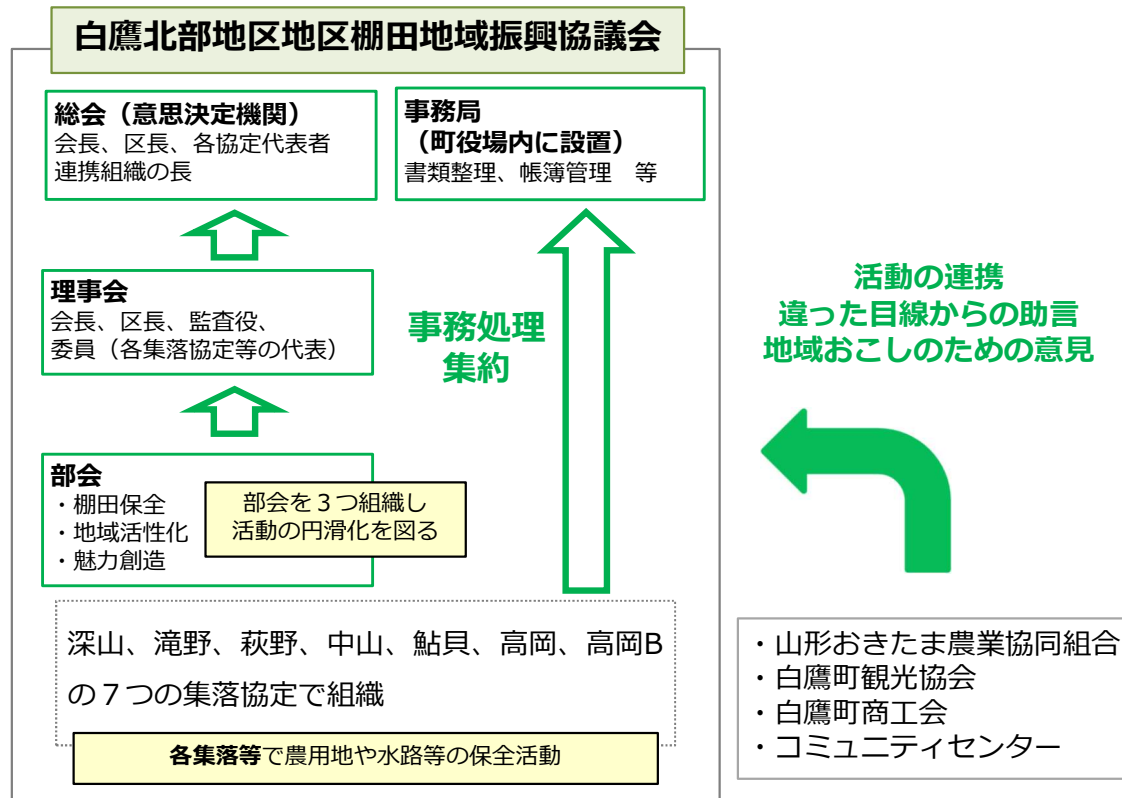 白鷹北部地区地区棚田地域振興協議会
総会（意思決定機関）
会長、区長、各協定代表者
連携組織の長
事務局
（町役場内に設置）
書類整理、帳簿管理　等
理事会
会長、区長、監査役、
委員（各集落協定等の代表）
事務処理
集約
部会
・棚田保全
・地域活性化
・魅力創造
部会を３つ組織し
活動の円滑化を図る
深山、滝野、萩野、中山、鮎貝、高岡、高岡B
の７つの集落協定で組織
各集落等で農用地や水路等の保全活動
活動の連携
違った目線からの助言
地域おこしのための意見
・山形おきたま農業協同組合
・白鷹町観光協会
・白鷹町商工会
・コミュニティセンター